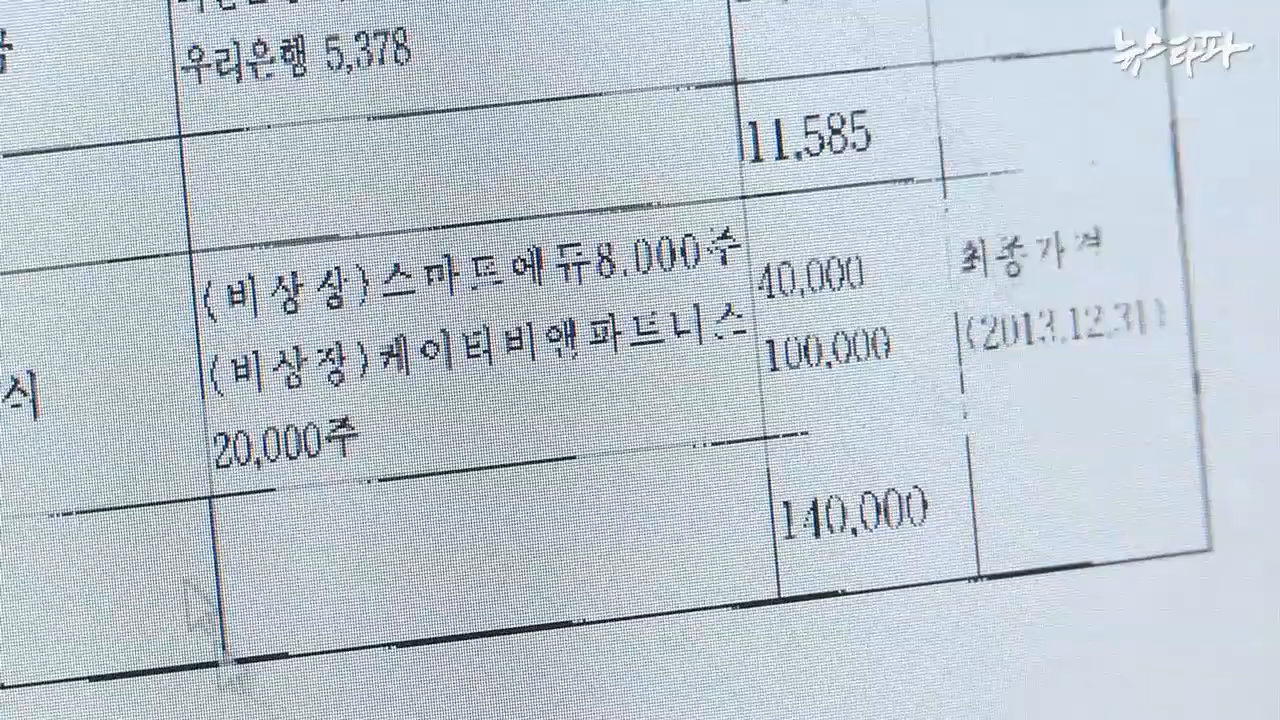 뉴스타파
우리은행 5,378
11,585
(비상장)스마트에듀8,000주
40,000
최종가격
(비상장)케이티비앤파트너스
100,000
(2013.12.31)
식
20,000주
140,000